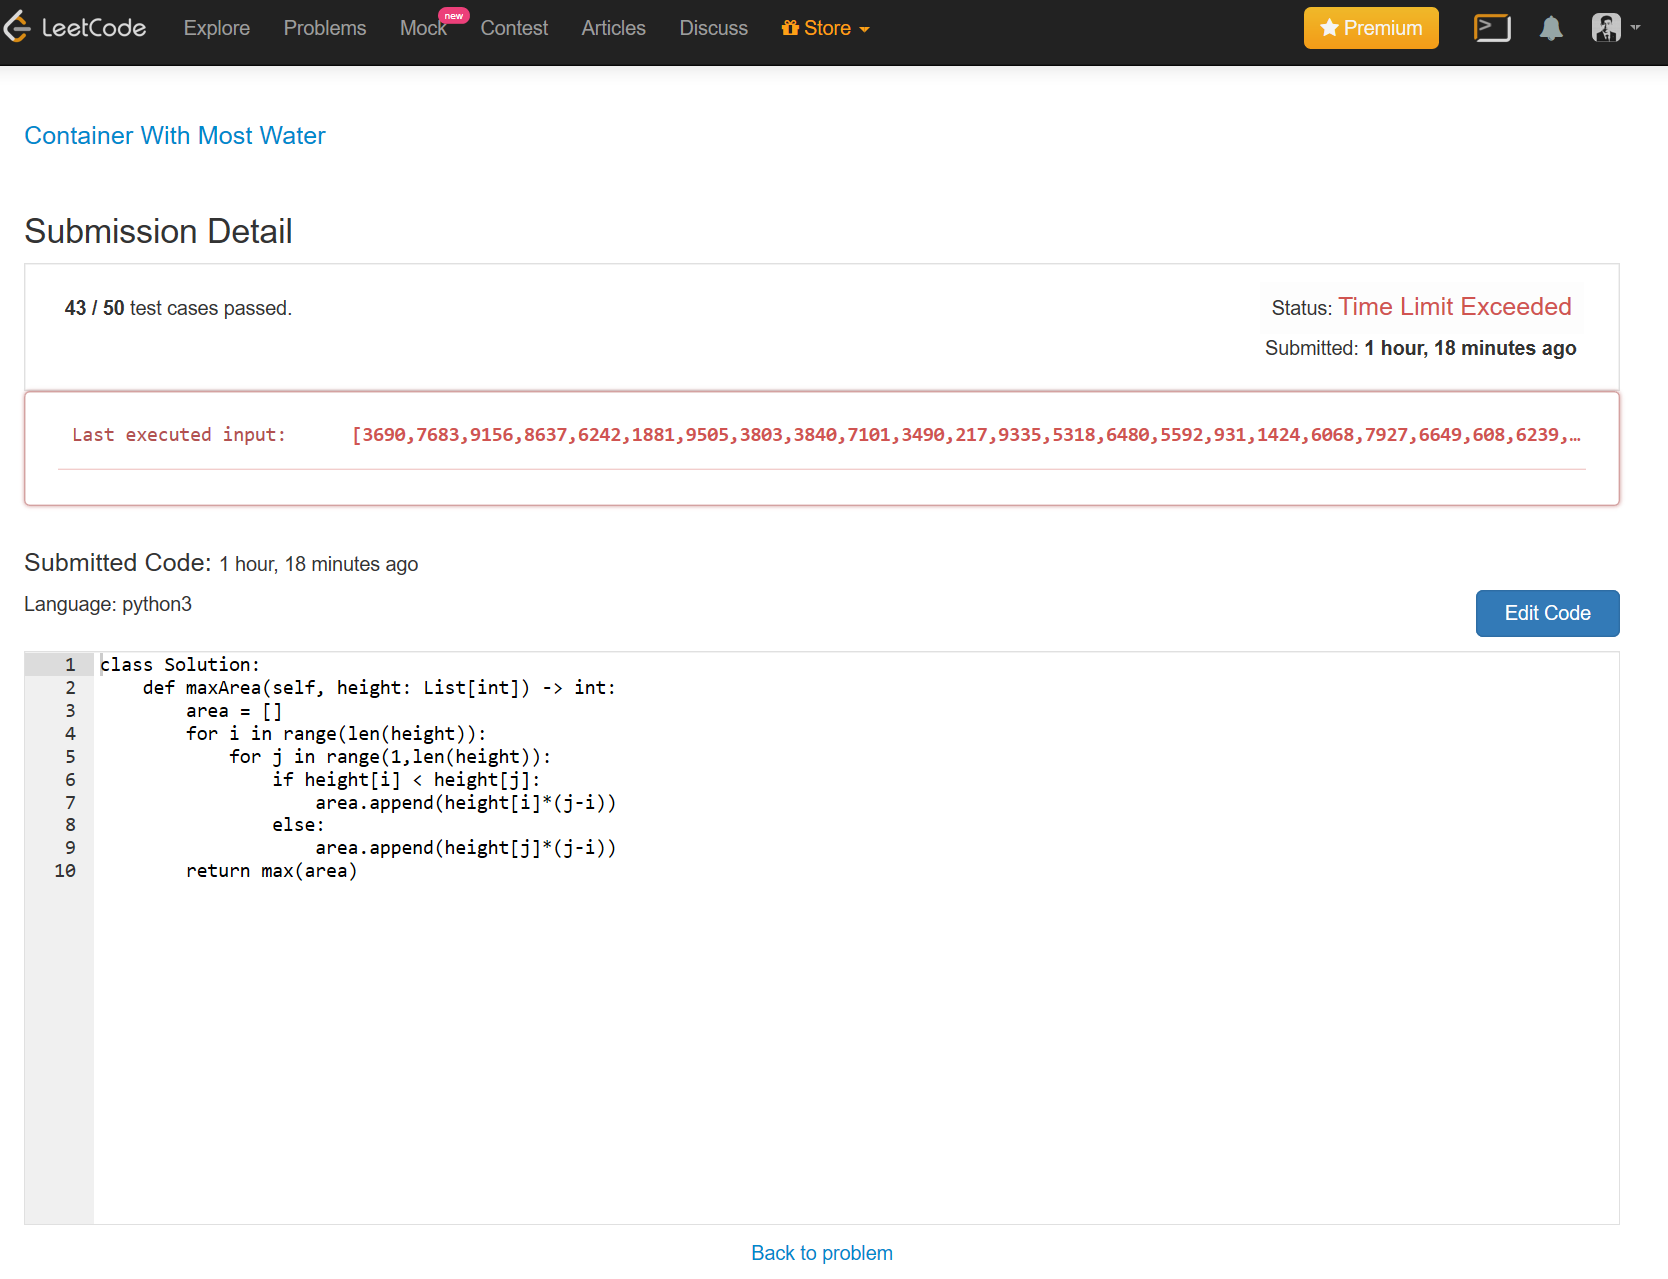 LeetCode Explore Problems Mock new Contest Articles Discuss Store Premium
Container With Most Water
Submission Detail
43 / 50 test cases passed.
Status: Time Limit Exceeded
Submitted: 1 hour, 18 minutes ago
Last executed input: [3690,7683,9156,8637,6242,1881,9505,3803,3840,7101,3490,217,9335,5318,6480,5592,931,1424,6068,7927,6649,608,6239,…
Submitted Code: 1 hour, 18 minutes ago
Language: python3
Edit Code
1 class Solution:
2     def maxArea(self, height: List[int]) -> int:
3         area = []
4         for i in range(len(height)):
5             for j in range(1,len(height)):
6                 if height[i] < height[j]:
7                     area.append(height[i]*(j-i))
8                 else:
9                     area.append(height[j]*(j-i))
10         return max(area)
Back to problem